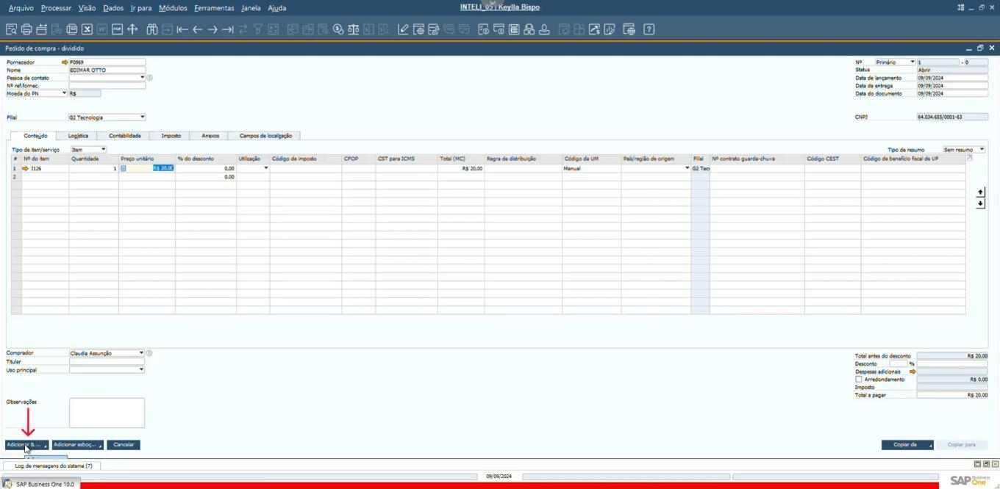 Arquivo Processar Visão Dados Ir para Módulos Ferramentas Janela Ajuda INTELI_05 | Keylla Bispo
Pedido de compra - dividido
Fornecedor F0969 Nº Primário 1 - 0
Nome EDIMAR OTTO Status Abrir
Pessoa de contato Data de lançamento 09/09/2024
Nº ref.fornec. Data de entrega 09/09/2024
Moeda do PN R$ Data do documento 09/09/2024
Filial G2 Tecnologia CNPJ 64.034.655/0001-63
Conteúdo Logística Contabilidade Imposto Anexos Campos de localização
Tipo de item/serviço Item Tipo de resumo Sem resumo
# Nº do item Quantidade Preço unitário % do desconto Utilização Código de imposto CFOP CST para ICMS Total (MC) Regra de distribuição Código da UM País/região de origem Filial Nº contrato guarda-chuva Código CEST Código de benefício fiscal de UF
1 I126 1 R$ 20,00 0,00 R$ 20,00 Manual G2 Tecn
2 0,00
Comprador Claudia Assunção Total antes do desconto R$ 20,00
Titular Desconto %
Uso principal Despesas adicionais
Arredondamento R$ 0,00
Imposto
Total a pagar R$ 20,00
Observações
Adicionar & ... Adicionar esboç... Cancelar Copiar de Copiar para
Log de mensagens do sistema (7)
09/09/2024
SAP Business One 10.0 SAP Business One